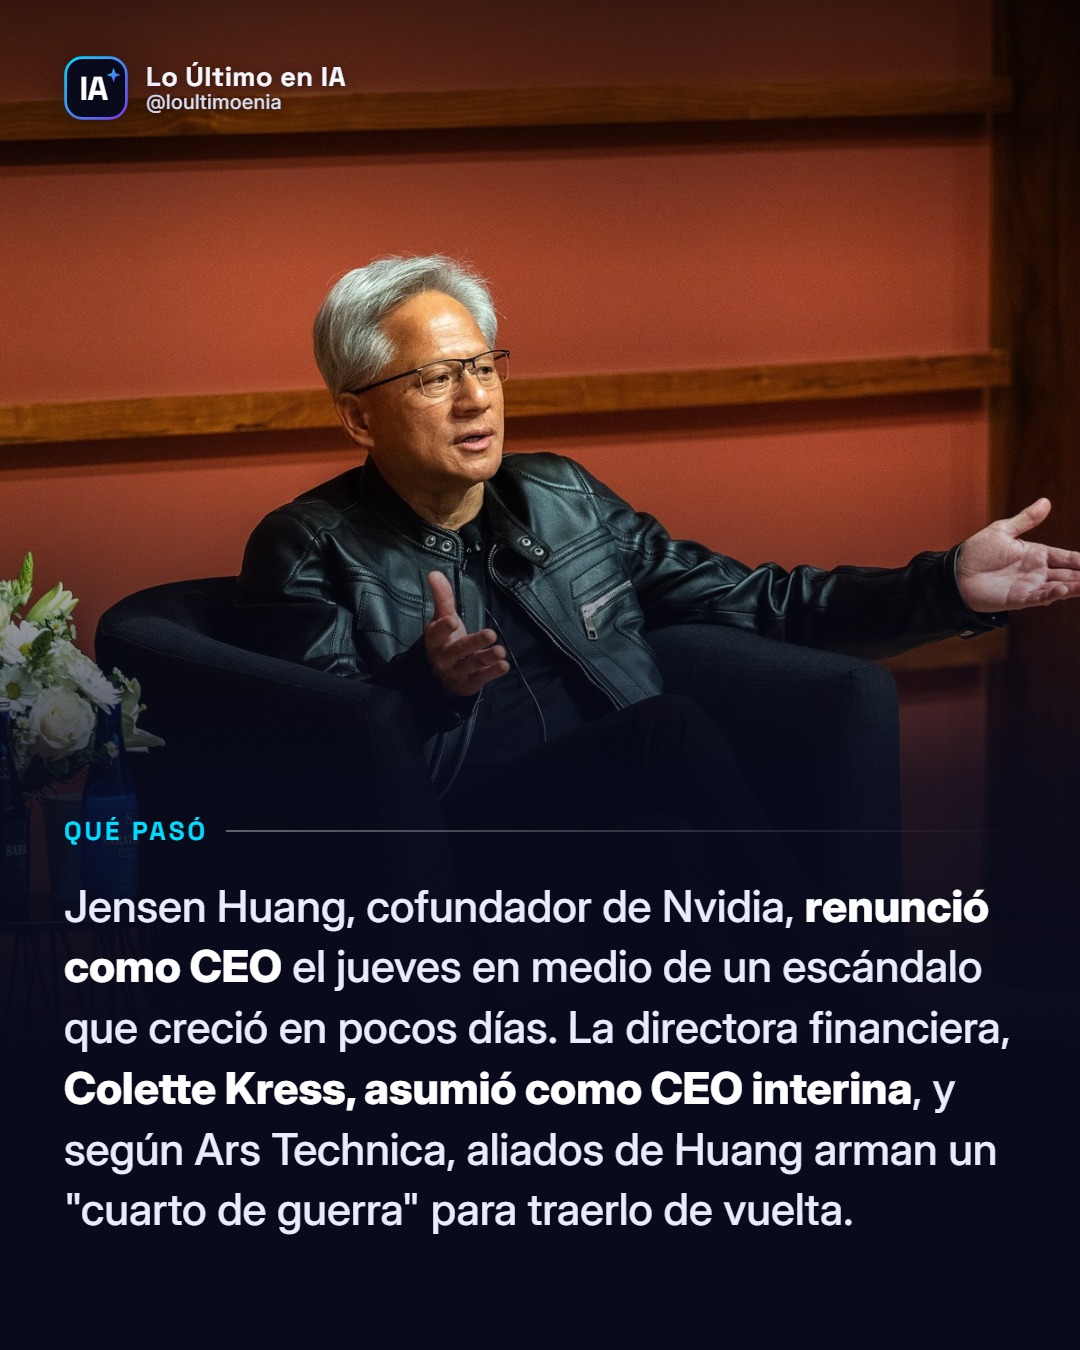 IA
Lo Último en IA
@loultimoenia
QUÉ PASÓ
Jensen Huang, cofundador de Nvidia, renunció
como CEO el jueves en medio de un escándalo
que creció en pocos días. La directora financiera,
Colette Kress, asumió como CEO interina, y
según Ars Technica, aliados de Huang arman un
"cuarto de guerra" para traerlo de vuelta.